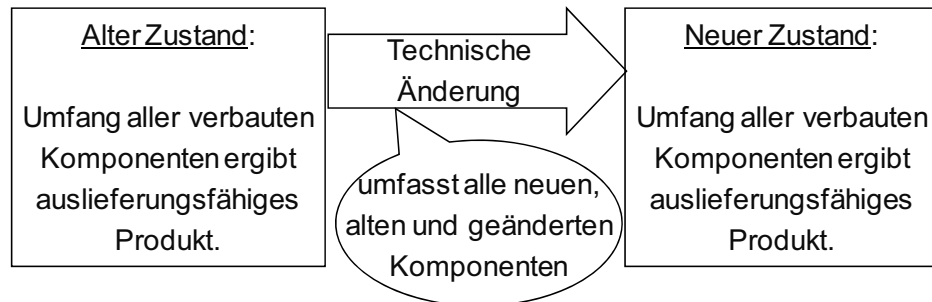 Alter Zustand:
Umfang aller verbauten
Komponenten ergibt
auslieferungsfähiges
Produkt.
Technische
Änderung
umfasst alle neuen,
alten und geänderten
Komponenten
Neuer Zustand:
Umfang aller verbauten
Komponenten ergibt
auslieferungsfähiges
Produkt.